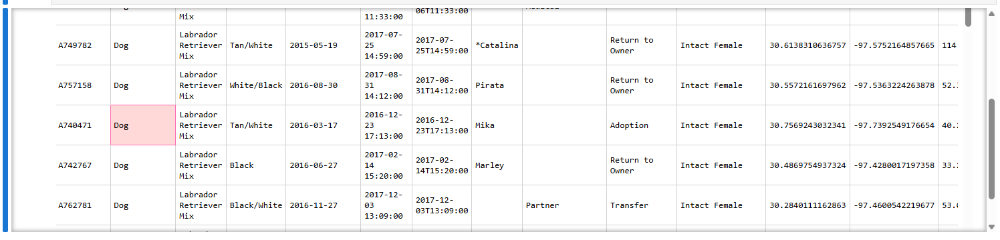 Mix 11:33:00 06T11:33:00
A749782 Dog Labrador Retriever Mix Tan/White 2015-05-19 2017-07-25 14:59:00 2017-07-25T14:59:00 *Catalina Return to Owner Intact Female 30.6138310636757 -97.5752164857665 114
A757158 Dog Labrador Retriever Mix White/Black 2016-08-30 2017-08-31 14:12:00 2017-08-31T14:12:00 Pirata Return to Owner Intact Female 30.5572161697962 -97.5363224263878 52.
A740471 Dog Labrador Retriever Mix Tan/White 2016-03-17 2016-12-23 17:13:00 2016-12-23T17:13:00 Mika Adoption Intact Female 30.7569243032341 -97.7392549176654 40.
A742767 Dog Labrador Retriever Mix Black 2016-06-27 2017-02-14 15:20:00 2017-02-14T15:20:00 Marley Return to Owner Intact Female 30.4869754937324 -97.4280017197358 33.
A762781 Dog Labrador Retriever Mix Black/White 2016-11-27 2017-12-03 13:09:00 2017-12-03T13:09:00 Partner Transfer Intact Female 30.2840111162863 -97.4600542219677 53.